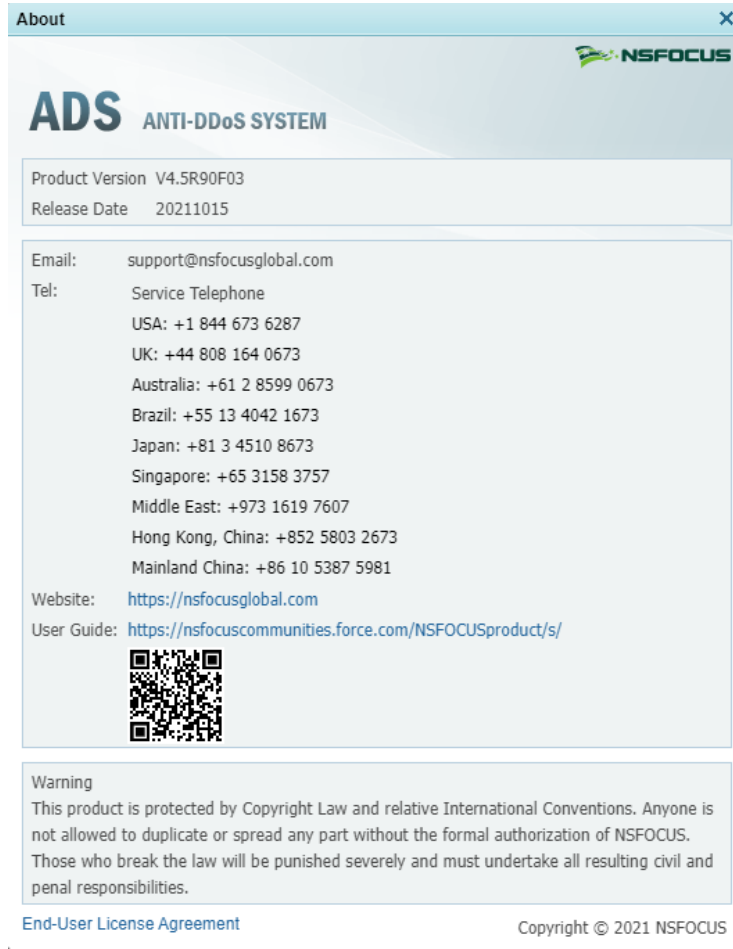 About
NSFOCUS
ADS ANTI-DDoS SYSTEM
Product Version V4.5R90F03
Release Date 20211015
Email: support@nsfocusglobal.com
Tel: Service Telephone
USA: +1 844 673 6287
UK: +44 808 164 0673
Australia: +61 2 8599 0673
Brazil: +55 13 4042 1673
Japan: +81 3 4510 8673
Singapore: +65 3158 3757
Middle East: +973 1619 7607
Hong Kong, China: +852 5803 2673
Mainland China: +86 10 5387 5981
Website: https://nsfocusglobal.com
User Guide: https://nsfocuscommunities.force.com/NSFOCUSproduct/s/
Warning
This product is protected by Copyright Law and relative International Conventions. Anyone is
not allowed to duplicate or spread any part without the formal authorization of NSFOCUS.
Those who break the law will be punished severely and must undertake all resulting civil and
penal responsibilities.
End-User License Agreement
Copyright © 2021 NSFOCUS